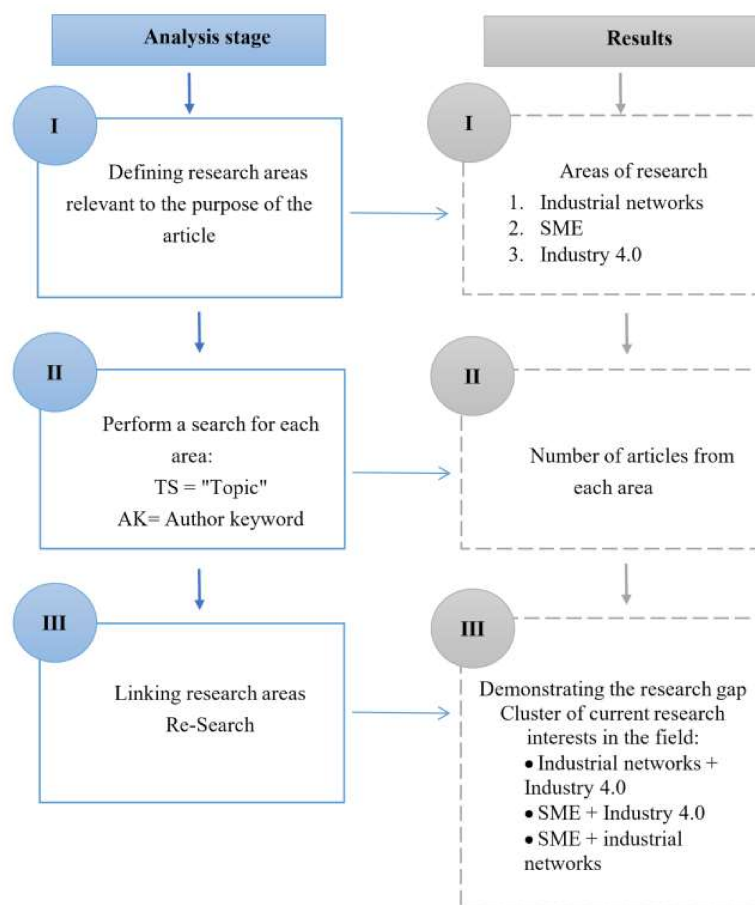 Analysis stage
Results
I
Defining research areas
relevant to the purpose of the
article
I
Areas of research
1. Industrial networks
2. SME
3. Industry 4.0
II
Perform a search for each
area:
TS = "Topic"
AK= Author keyword
II
Number of articles from
each area
III
Linking research areas
Re-Search
III
Demonstrating the research gap
Cluster of current research
interests in the field:
• Industrial networks +
Industry 4.0
• SME + Industry 4.0
• SME + industrial
networks